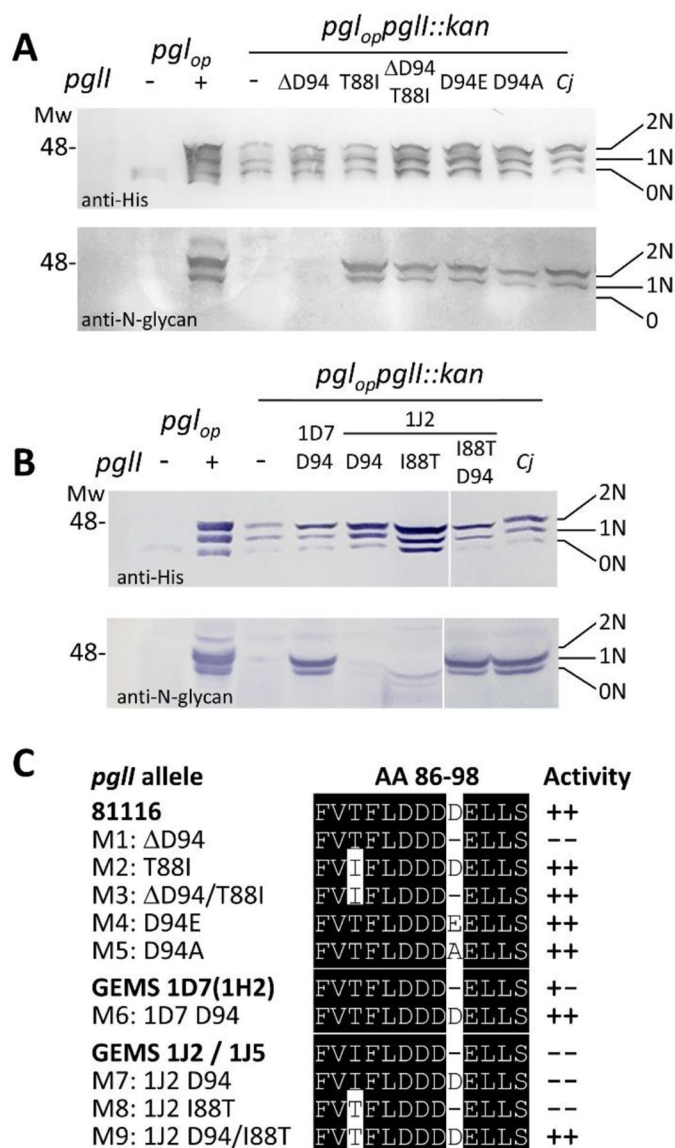 A
pgl_op pglI::kan
pgl_op
ΔD94
pglI - + - ΔD94 T88I T88I D94E D94A Cj
Mw
48-
2N
1N
0N
anti-His
48-
2N
1N
0
anti-N-glycan
B
pgl_op pglI::kan
pgl_op
1D7 1J2
pglI - + - D94 D94 I88T I88T D94 Cj
Mw
48-
2N
1N
0N
anti-His
48-
2N
1N
0N
anti-N-glycan
C
pglI allele AA 86-98 Activity
81116 FVTFLDDDDELLS ++
M1: ΔD94 FVTFLDDD-ELLS --
M2: T88I FVIFLDDDDELLS ++
M3: ΔD94/T88I FVIFLDDD-ELLS ++
M4: D94E FVTFLDDDEELLS ++
M5: D94A FVTFLDDDAELLS ++
GEMS 1D7(1H2) FVTFLDDD-ELLS +-
M6: 1D7 D94 FVTFLDDDDELLS ++
GEMS 1J2 / 1J5 FVIFLDDD-ELLS --
M7: 1J2 D94 FVIFLDDDDELLS --
M8: 1J2 I88T FVTFLDDD-ELLS --
M9: 1J2 D94/I88T FVTFLDDDDELLS ++